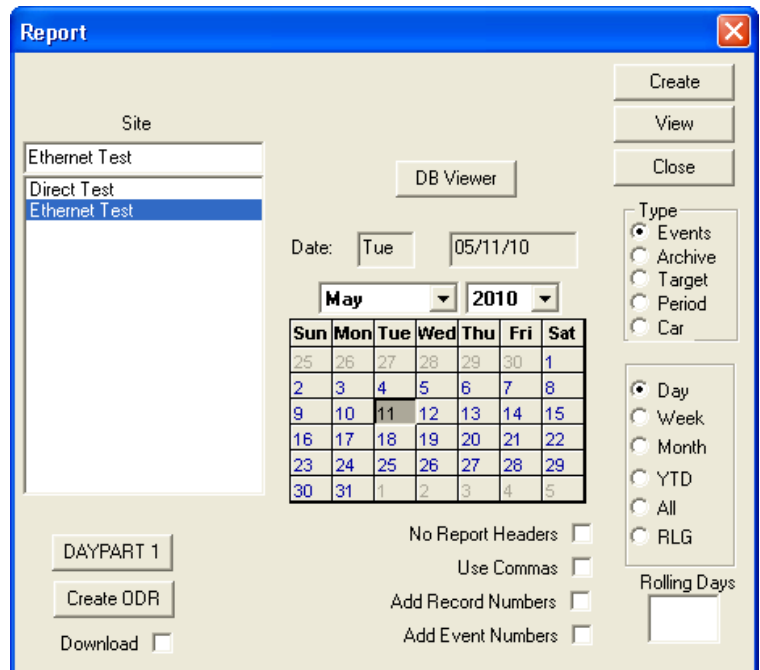 Report
Create
Site
View
Ethernet Test
DB Viewer
Close
Direct Test
Ethernet Test
Type
Events
Archive
Target
Period
Car
Date: Tue 05/11/10
May 2010
Sun Mon Tue Wed Thu Fri Sat
25 26 27 28 29 30 1
2 3 4 5 6 7 8
9 10 11 12 13 14 15
16 17 18 19 20 21 22
23 24 25 26 27 28 29
30 31 1 2 3 4 5
Day
Week
Month
YTD
All
RLG
No Report Headers
Use Commas
Add Record Numbers
Add Event Numbers
Rolling Days
DAYPART 1
Create ODR
Download